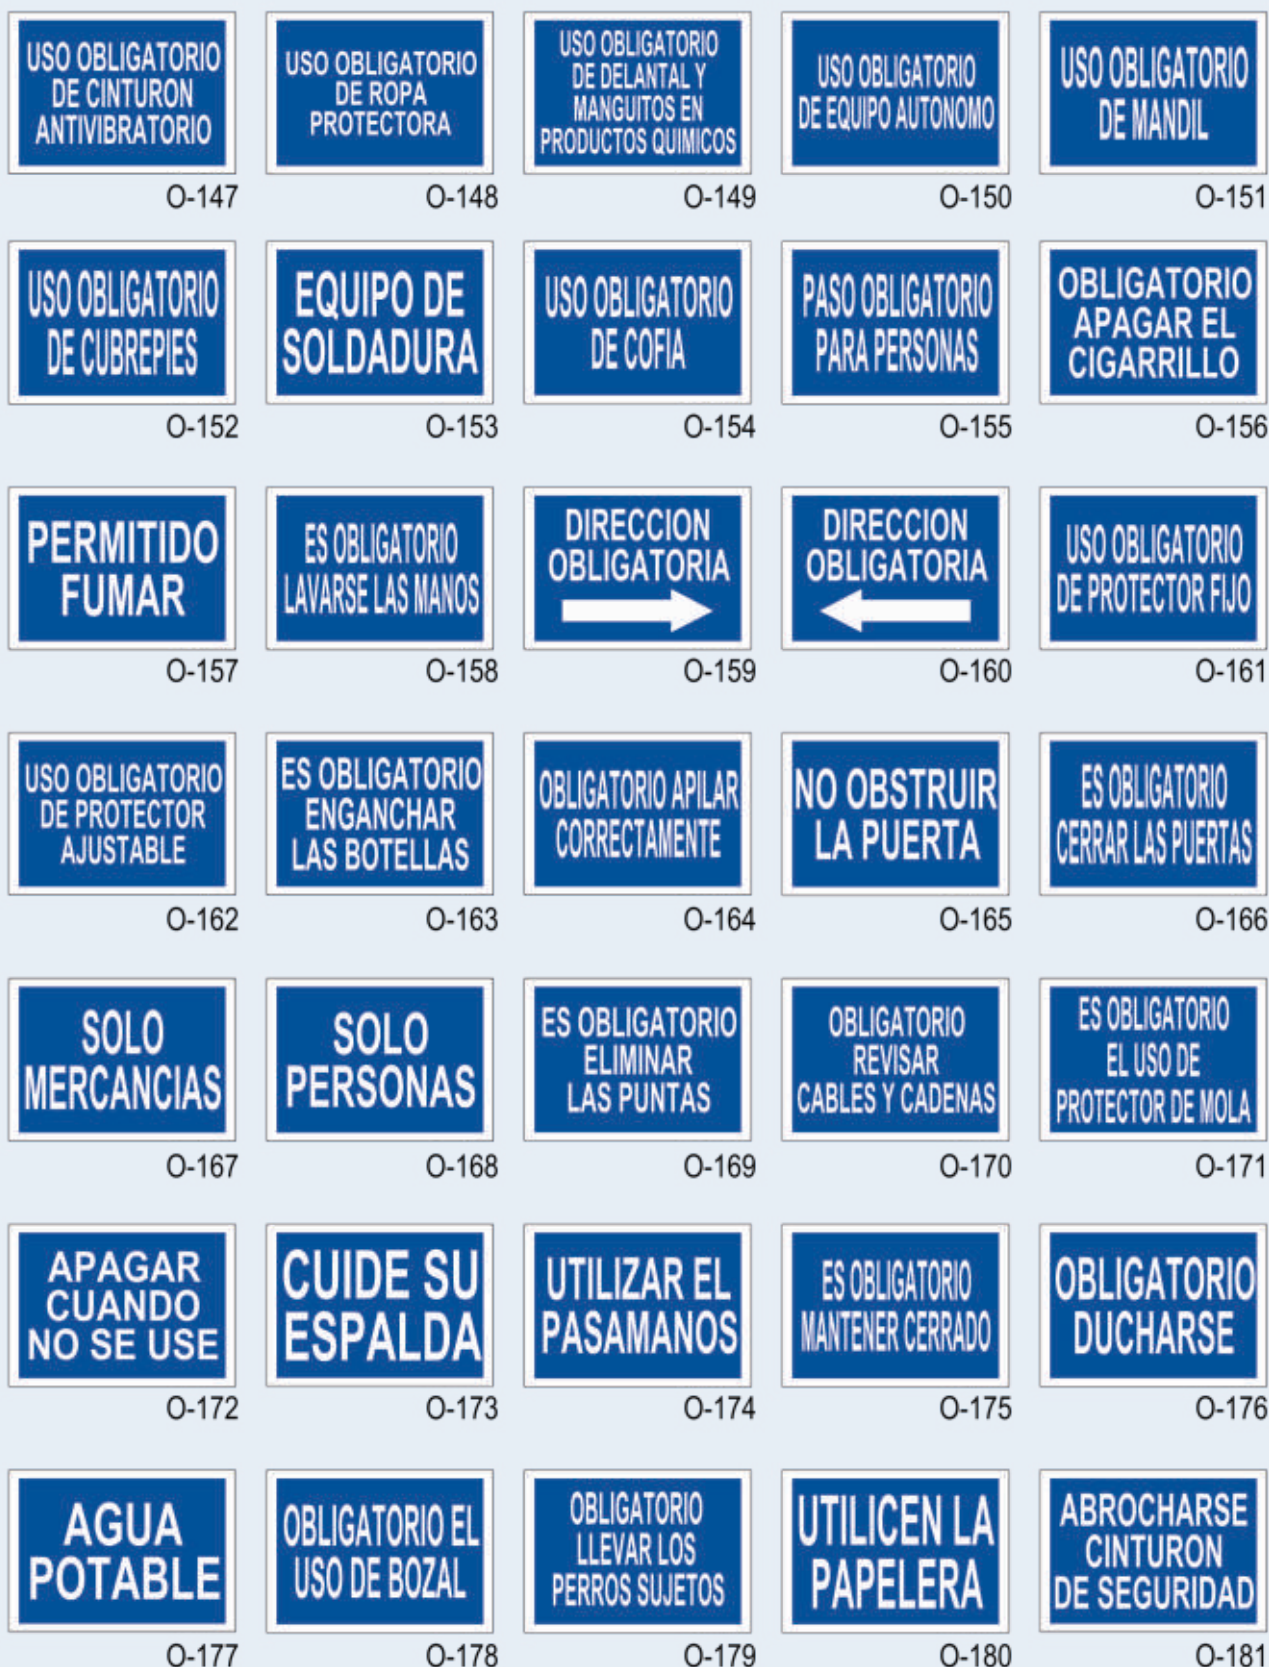 USO OBLIGATORIO
DE CINTURON
ANTIVIBRATORIO
O-147
USO OBLIGATORIO
DE ROPA
PROTECTORA
O-148
USO OBLIGATORIO
DE DELANTAL Y
MANGUITOS EN
PRODUCTOS QUIMICOS
O-149
USO OBLIGATORIO
DE EQUIPO AUTONOMO
O-150
USO OBLIGATORIO
DE MANDIL
O-151
USO OBLIGATORIO
DE CUBREPIES
O-152
EQUIPO DE
SOLDADURA
O-153
USO OBLIGATORIO
DE COFIA
O-154
PASO OBLIGATORIO
PARA PERSONAS
O-155
OBLIGATORIO
APAGAR EL
CIGARRILLO
O-156
PERMITIDO
FUMAR
O-157
ES OBLIGATORIO
LAVARSE LAS MANOS
O-158
DIRECCION
OBLIGATORIA
O-159
DIRECCION
OBLIGATORIA
O-160
USO OBLIGATORIO
DE PROTECTOR FIJO
O-161
USO OBLIGATORIO
DE PROTECTOR
AJUSTABLE
O-162
ES OBLIGATORIO
ENGANCHAR
LAS BOTELLAS
O-163
OBLIGATORIO APILAR
CORRECTAMENTE
O-164
NO OBSTRUIR
LA PUERTA
O-165
ES OBLIGATORIO
CERRAR LAS PUERTAS
O-166
SOLO
MERCANCIAS
O-167
SOLO
PERSONAS
O-168
ES OBLIGATORIO
ELIMINAR
LAS PUNTAS
O-169
OBLIGATORIO
REVISAR
CABLES Y CADENAS
O-170
ES OBLIGATORIO
EL USO DE
PROTECTOR DE MOLA
O-171
APAGAR
CUANDO
NO SE USE
O-172
CUIDE SU
ESPALDA
O-173
UTILIZAR EL
PASAMANOS
O-174
ES OBLIGATORIO
MANTENER CERRADO
O-175
OBLIGATORIO
DUCHARSE
O-176
AGUA
POTABLE
O-177
OBLIGATORIO EL
USO DE BOZAL
O-178
OBLIGATORIO
LLEVAR LOS
PERROS SUJETOS
O-179
UTILICEN LA
PAPELERA
O-180
ABROCHARSE
CINTURON
DE SEGURIDAD
O-181